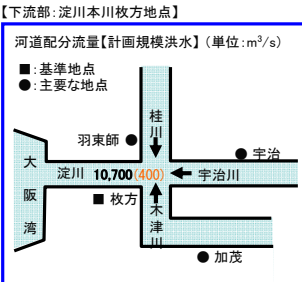 【下流部：淀川本川枚方地点】
河道配分流量【計画規模洪水】（単位：m³/s）
■：基準地点
●：主要な地点
桂川
羽束師 ●
● 宇治
大阪湾
淀川 10,700(400)
宇治川
■ 枚方
木津川
● 加茂